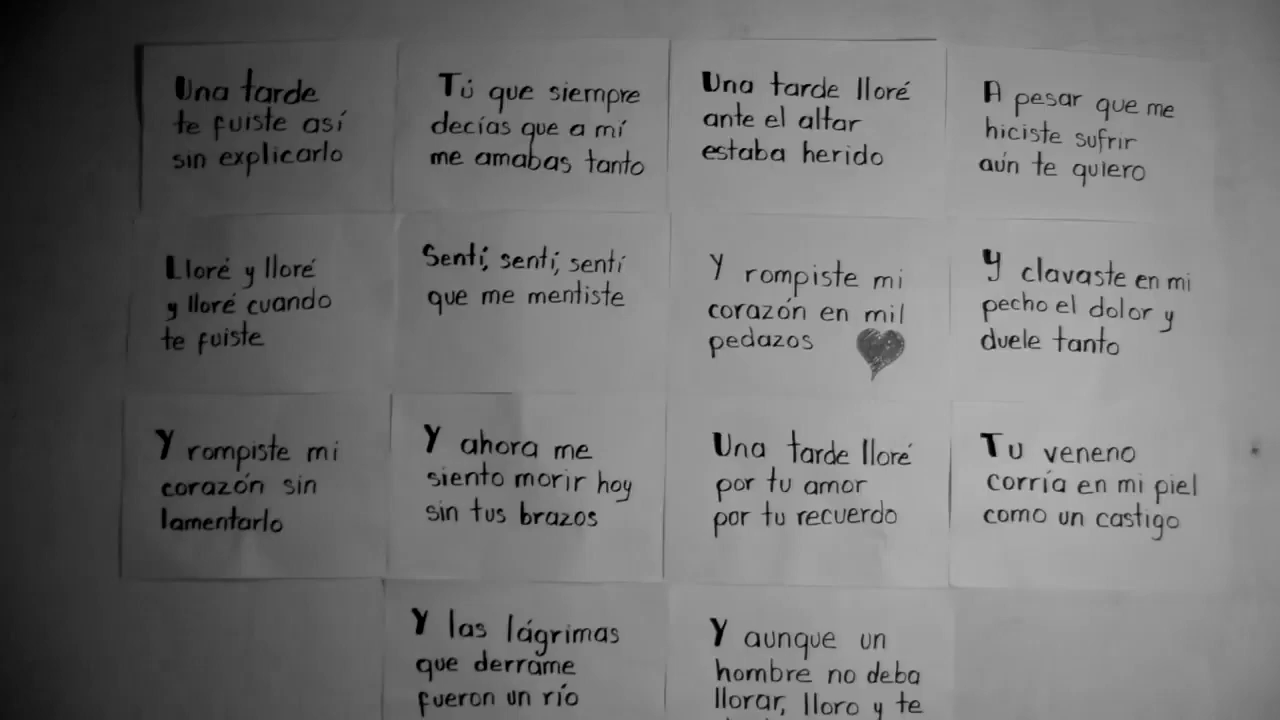 Una tarde
te fuiste así
sin explicarlo
Tú que siempre
decías que a mí
me amabas tanto
Una tarde lloré
ante el altar
estaba herido
A pesar que me
hiciste sufrir
aún te quiero
Lloré y lloré
y lloré cuando
te fuiste
Sentí, sentí, sentí
que me mentiste
Y rompiste mi
corazón en mil
pedazos
Y clavaste en mi
pecho el dolor y
duele tanto
Y rompiste mi
corazón sin
lamentarlo
Y ahora me
siento morir hoy
sin tus brazos
Una tarde lloré
por tu amor
por tu recuerdo
Tu veneno
corría en mi piel
como un castigo
Y las lágrimas
que derrame
fueron un río
Y aunque un
hombre no deba
llorar, lloro y te